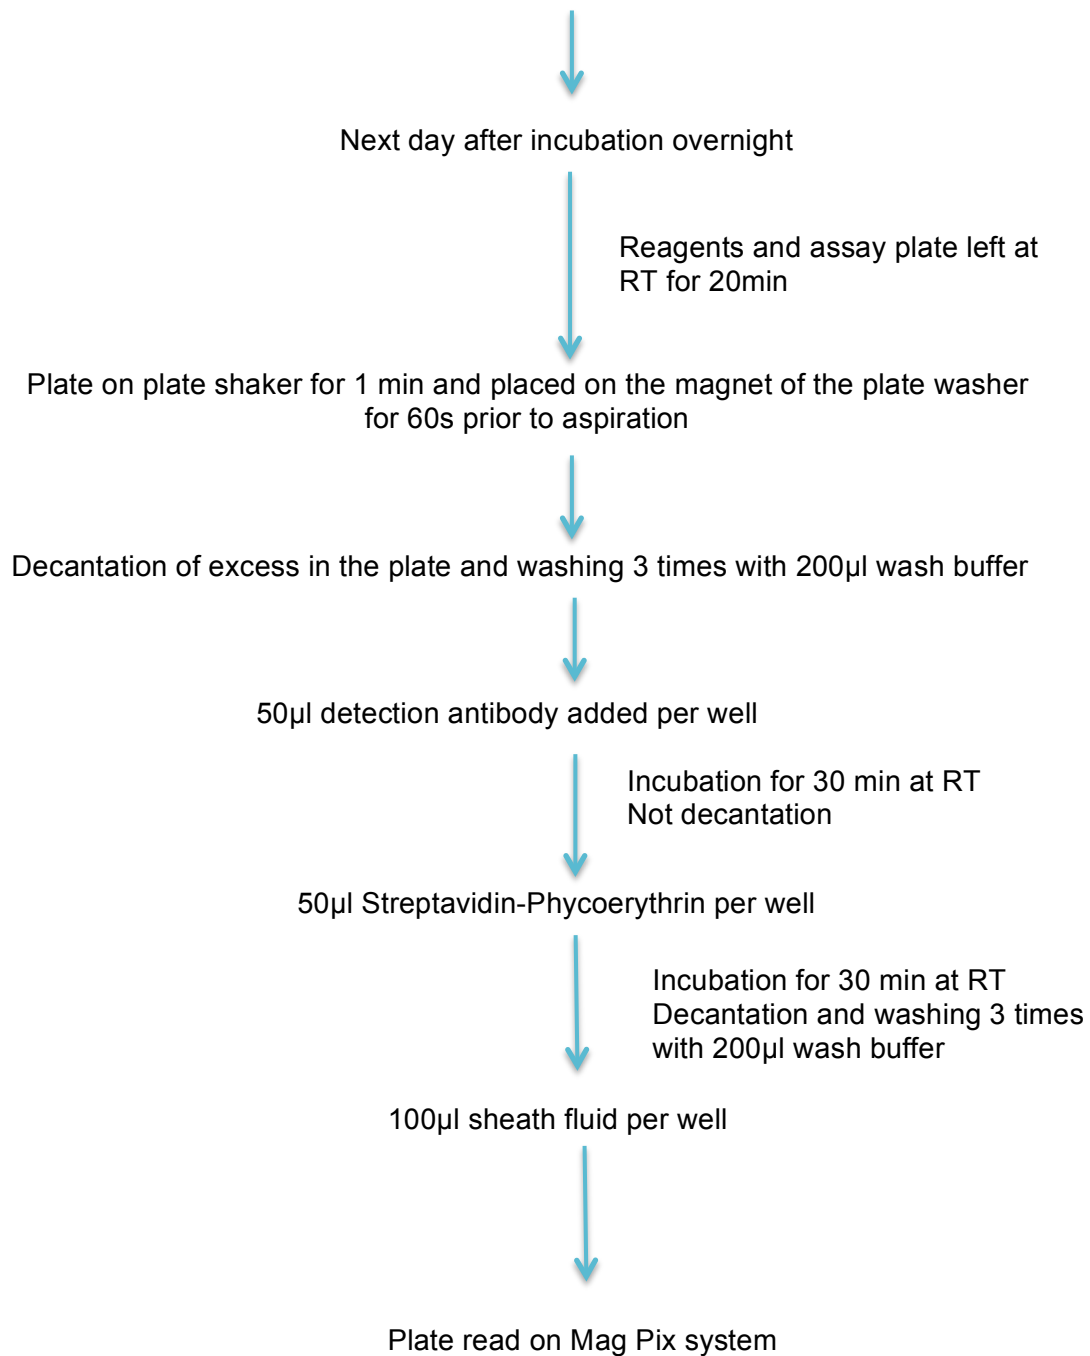 Next day after incubation overnight
Reagents and assay plate left at
RT for 20min
Plate on plate shaker for 1 min and placed on the magnet of the plate washer
for 60s prior to aspiration
Decantation of excess in the plate and washing 3 times with 200µl wash buffer
50µl detection antibody added per well
Incubation for 30 min at RT
Not decantation
50µl Streptavidin-Phycoerythrin per well
Incubation for 30 min at RT
Decantation and washing 3 times
with 200µl wash buffer
100µl sheath fluid per well
Plate read on Mag Pix system